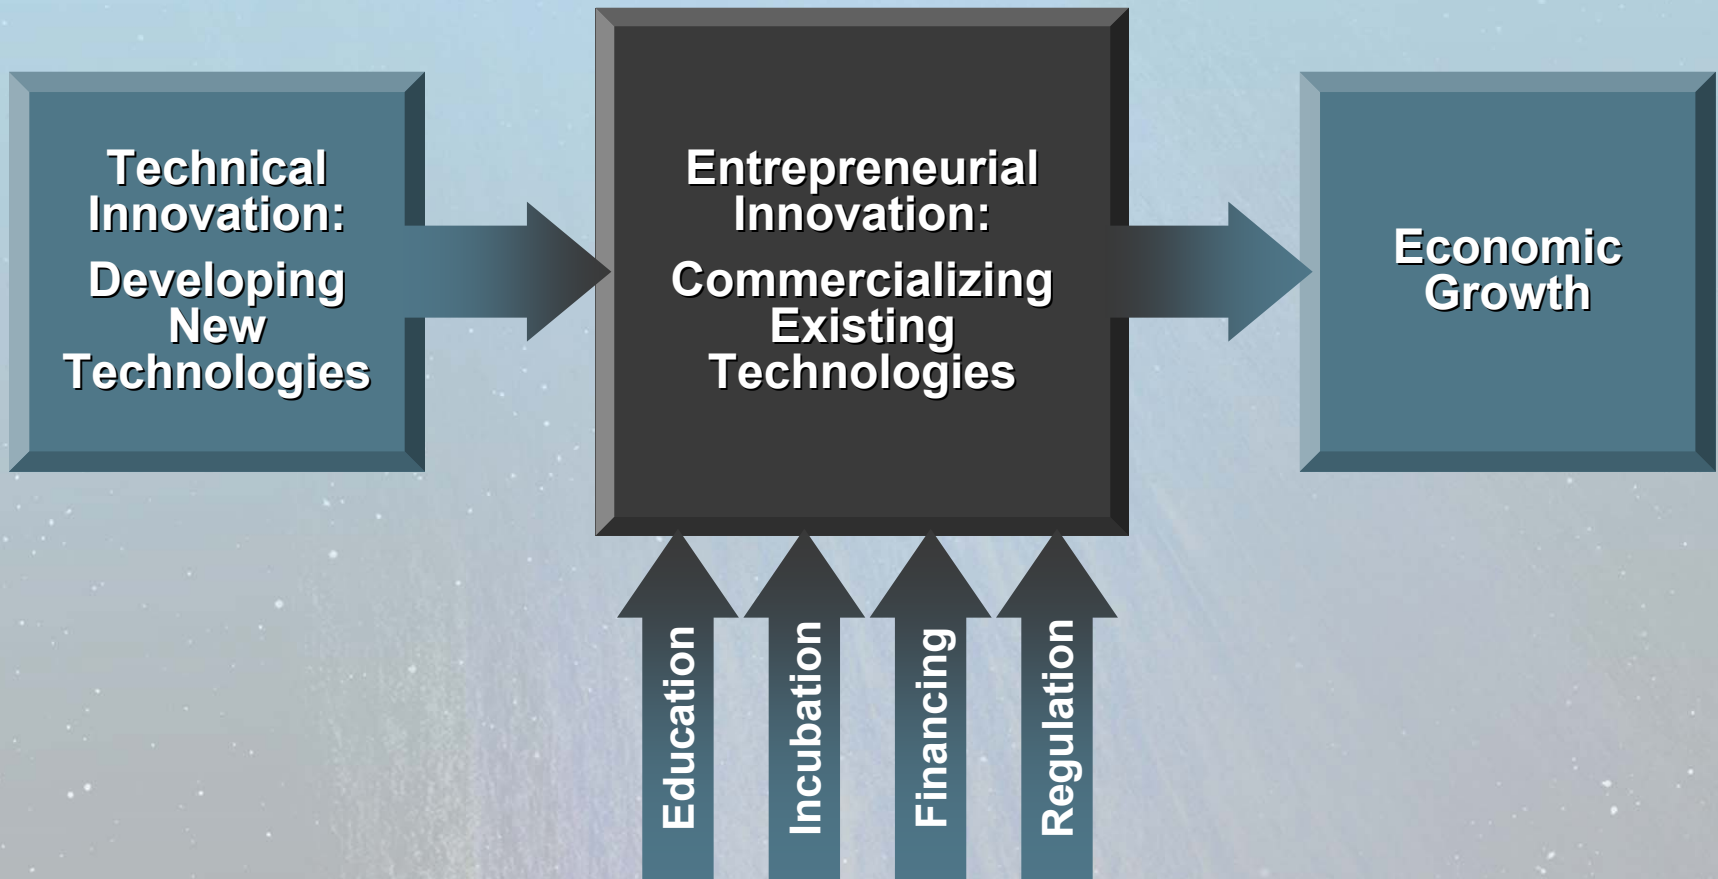 Technical
Innovation:
Developing
New
Technologies
Entrepreneurial
Innovation:
Commercializing
Existing
Technologies
Economic
Growth
Education
Incubation
Financing
Regulation